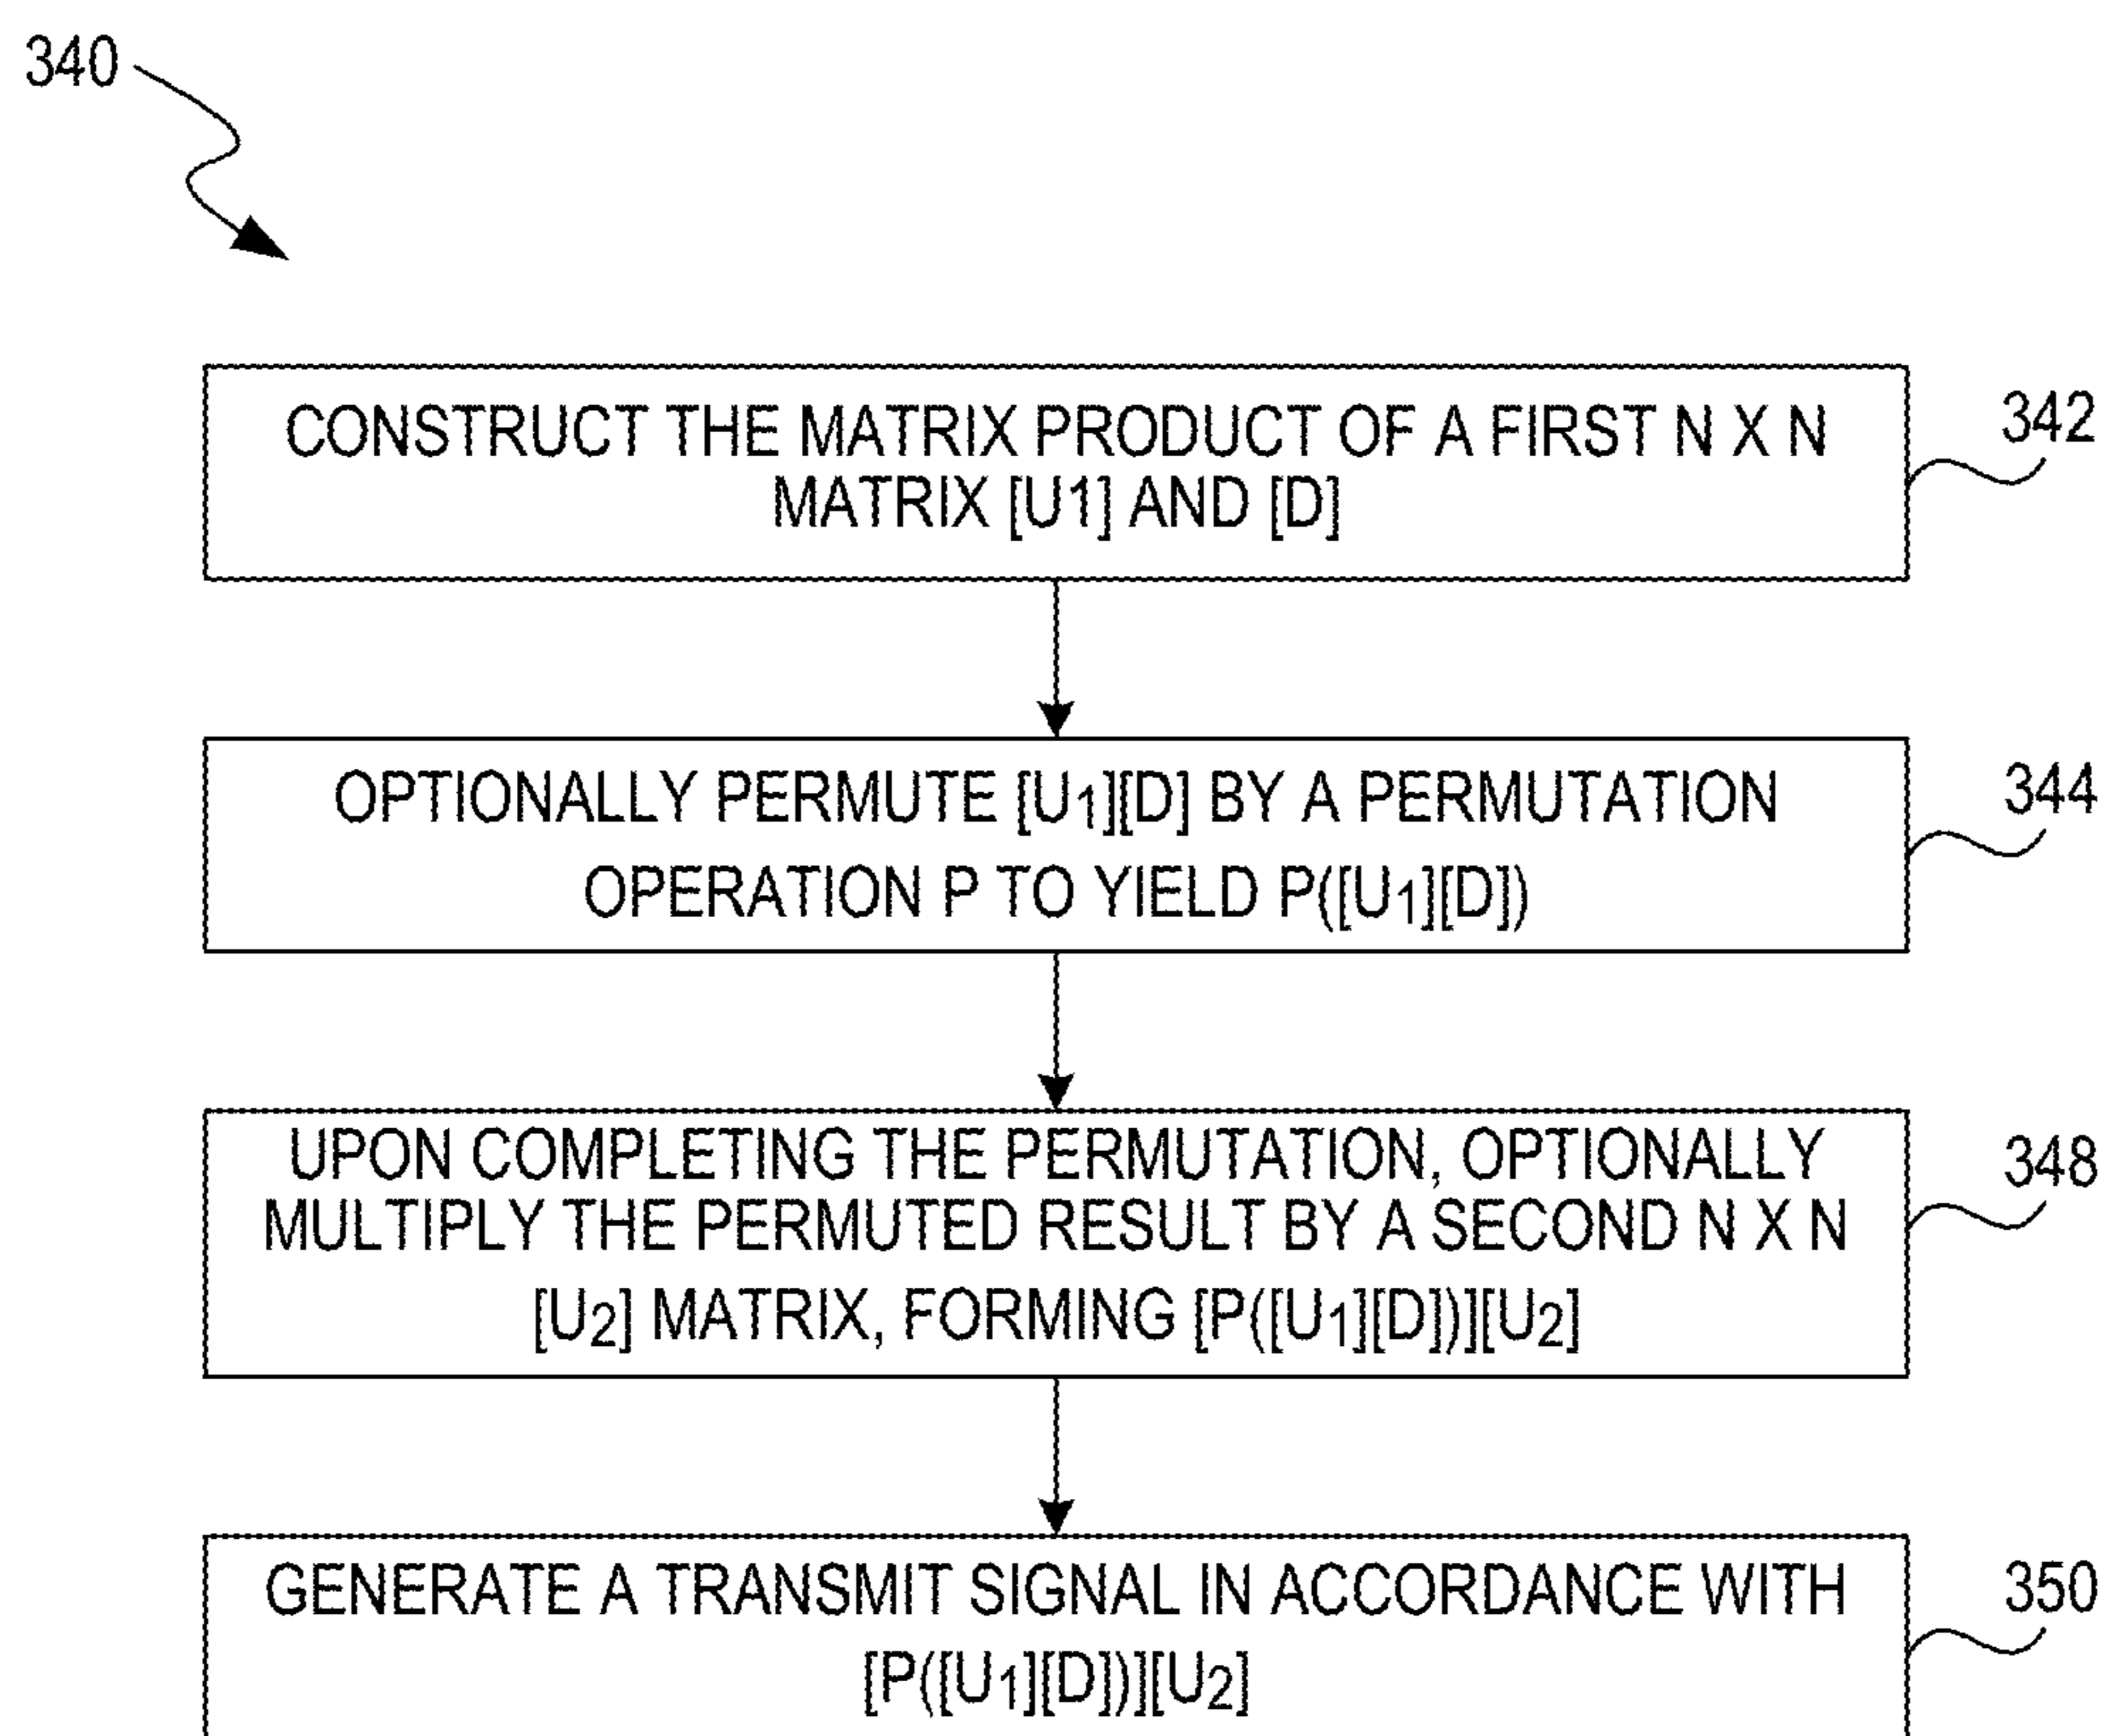 340
CONSTRUCT THE MATRIX PRODUCT OF A FIRST N X N
MATRIX [U1] AND [D]
342
OPTIONALLY PERMUTE [U1][D] BY A PERMUTATION
OPERATION P TO YIELD P([U1][D])
344
UPON COMPLETING THE PERMUTATION, OPTIONALLY
MULTIPLY THE PERMUTED RESULT BY A SECOND N X N
[U2] MATRIX, FORMING [P([U1][D])][U2]
348
GENERATE A TRANSMIT SIGNAL IN ACCORDANCE WITH
[P([U1][D])][U2]
350